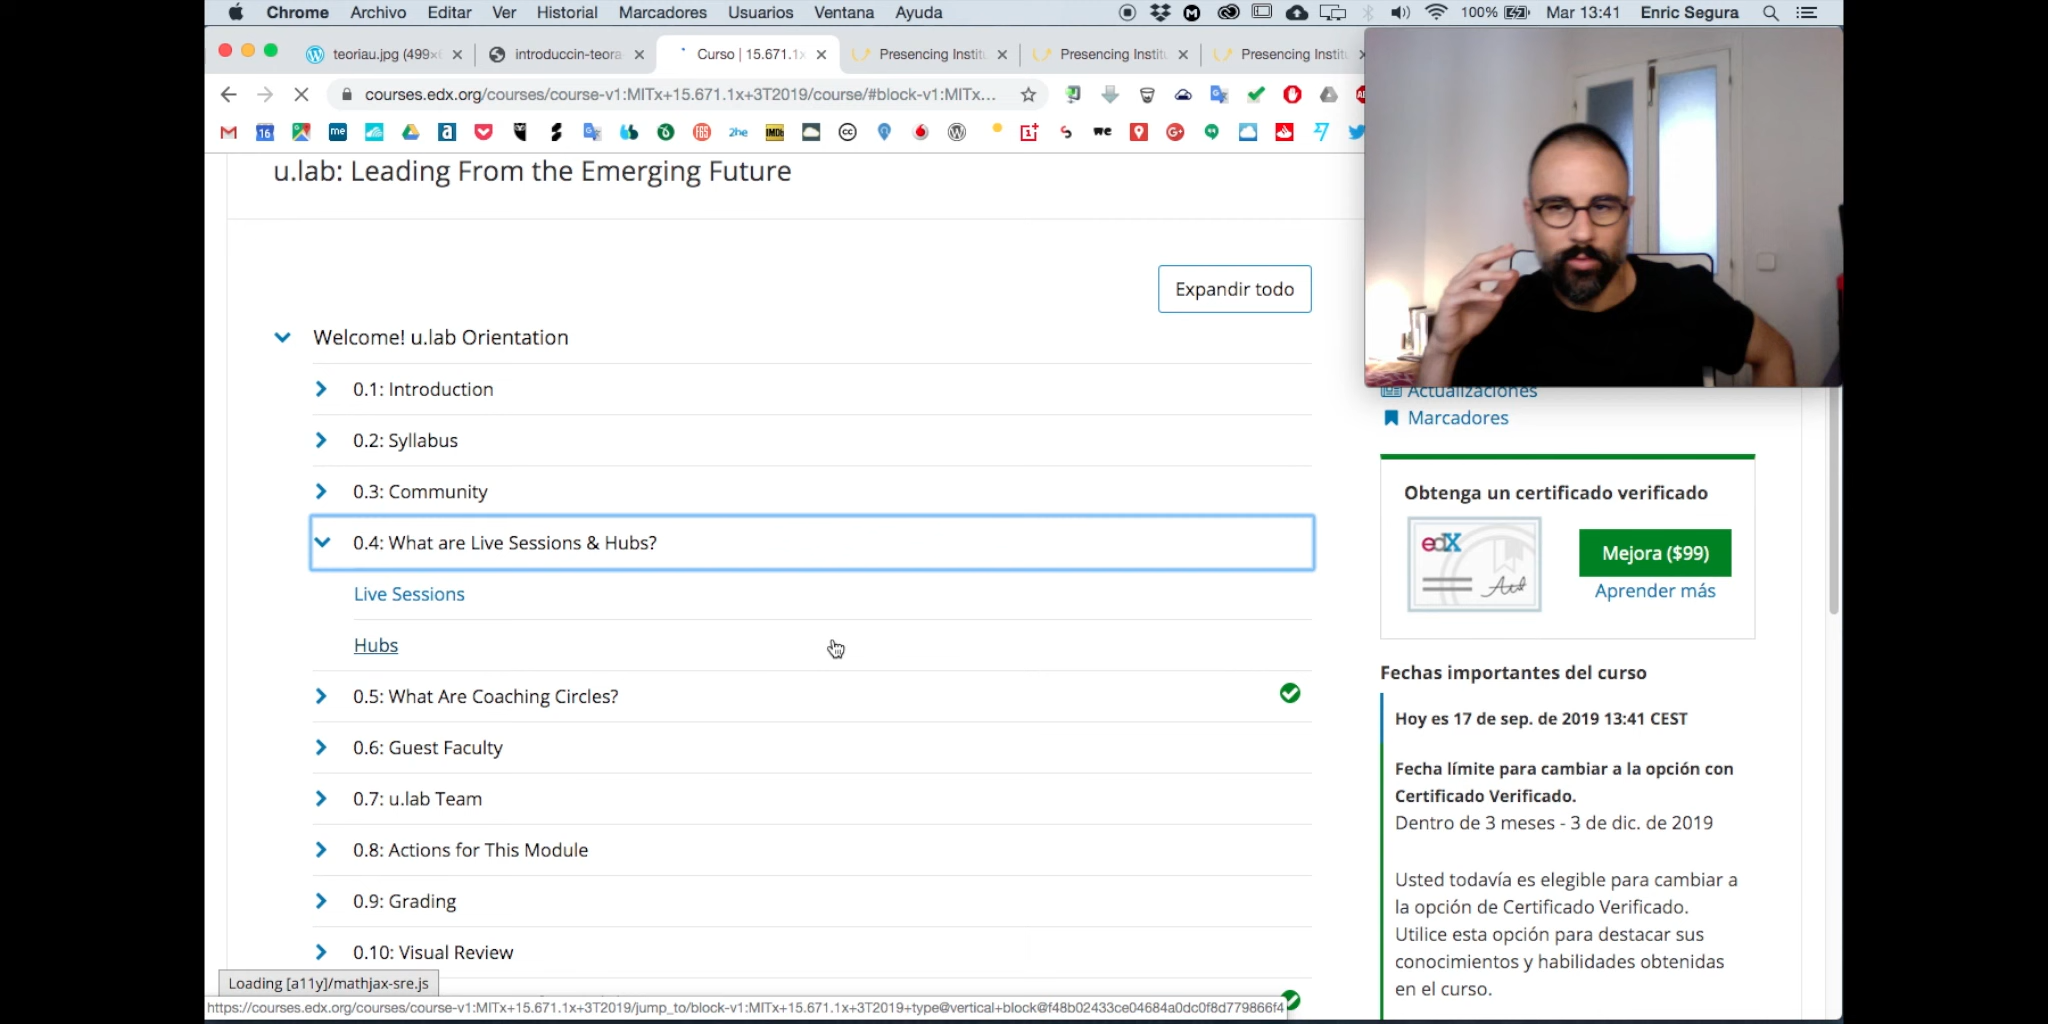 Chrome Archivo Editar Ver Historial Marcadores Usuarios Ventana Ayuda 100% Mar 13:41 Enric Segura
teoriau.jpg (499× introduccin-teora Curso | 15.671.1x Presencing Institu Presencing Institu Presencing Institu
courses.edx.org/courses/course-v1:MITx+15.671.1x+3T2019/course/#block-v1:MITx...
u.lab: Leading From the Emerging Future
Expandir todo
Welcome! u.lab Orientation
0.1: Introduction
0.2: Syllabus
0.3: Community
0.4: What are Live Sessions & Hubs?
Live Sessions
Hubs
0.5: What Are Coaching Circles?
0.6: Guest Faculty
0.7: u.lab Team
0.8: Actions for This Module
0.9: Grading
0.10: Visual Review
Actualizaciones
Marcadores
Obtenga un certificado verificado
edX
Mejora ($99)
Aprender más
Fechas importantes del curso
Hoy es 17 de sep. de 2019 13:41 CEST
Fecha límite para cambiar a la opción con
Certificado Verificado.
Dentro de 3 meses - 3 de dic. de 2019
Usted todavía es elegible para cambiar a
la opción de Certificado Verificado.
Utilice esta opción para destacar sus
conocimientos y habilidades obtenidas
en el curso.
Loading [a11y]/mathjax-sre.js
https://courses.edx.org/courses/course-v1:MITx+15.671.1x+3T2019/jump_to/block-v1:MITx+15.671.1x+3T2019+type@vertical+block@f48b02433ce04684a0dc0f8d779866f4